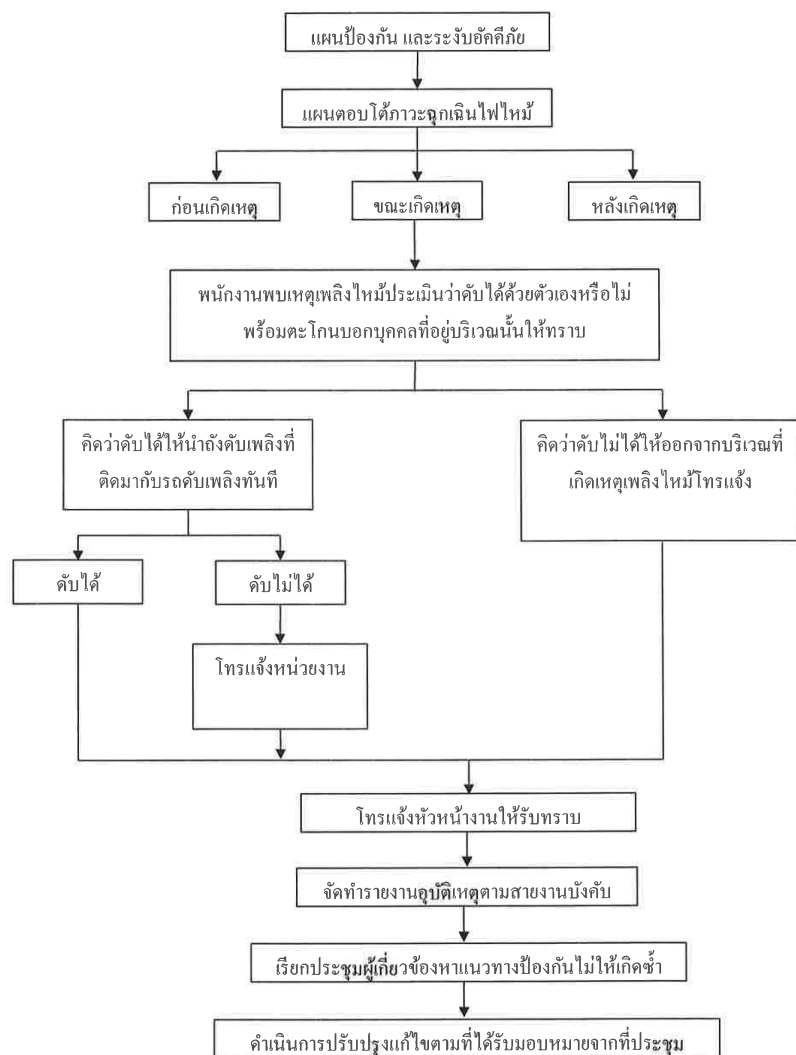 แผนป้องกัน และระงับอัคคีภัย
แผนตอบโต้ภาวะฉุกเฉินไฟไหม้
ก่อนเกิดเหตุ
ขณะเกิดเหตุ
หลังเกิดเหตุ
พนักงานพบเหตุเพลิงไหม้ประเมินว่าดับได้ด้วยตัวเองหรือไม่
พร้อมตะโกนบอกบุคคลที่อยู่บริเวณนั้นให้ทราบ
คิดว่าดับได้ให้นำถังดับเพลิงที่
ติดมากับรถดับเพลิงทันที
คิดว่าดับไม่ได้ให้ออกจากบริเวณที่
เกิดเหตุเพลิงไหม้โทรแจ้ง
ดับได้
ดับไม่ได้
โทรแจ้งหน่วยงาน
โทรแจ้งหัวหน้างานให้รับทราบ
จัดทำรายงานอุบัติเหตุตามสายงานบังคับ
เรียกประชุมผู้เกี่ยวข้องหาแนวทางป้องกันไม่ให้เกิดซ้ำ
ดำเนินการปรับปรุงแก้ไขตามที่ได้รับมอบหมายจากที่ประชุม